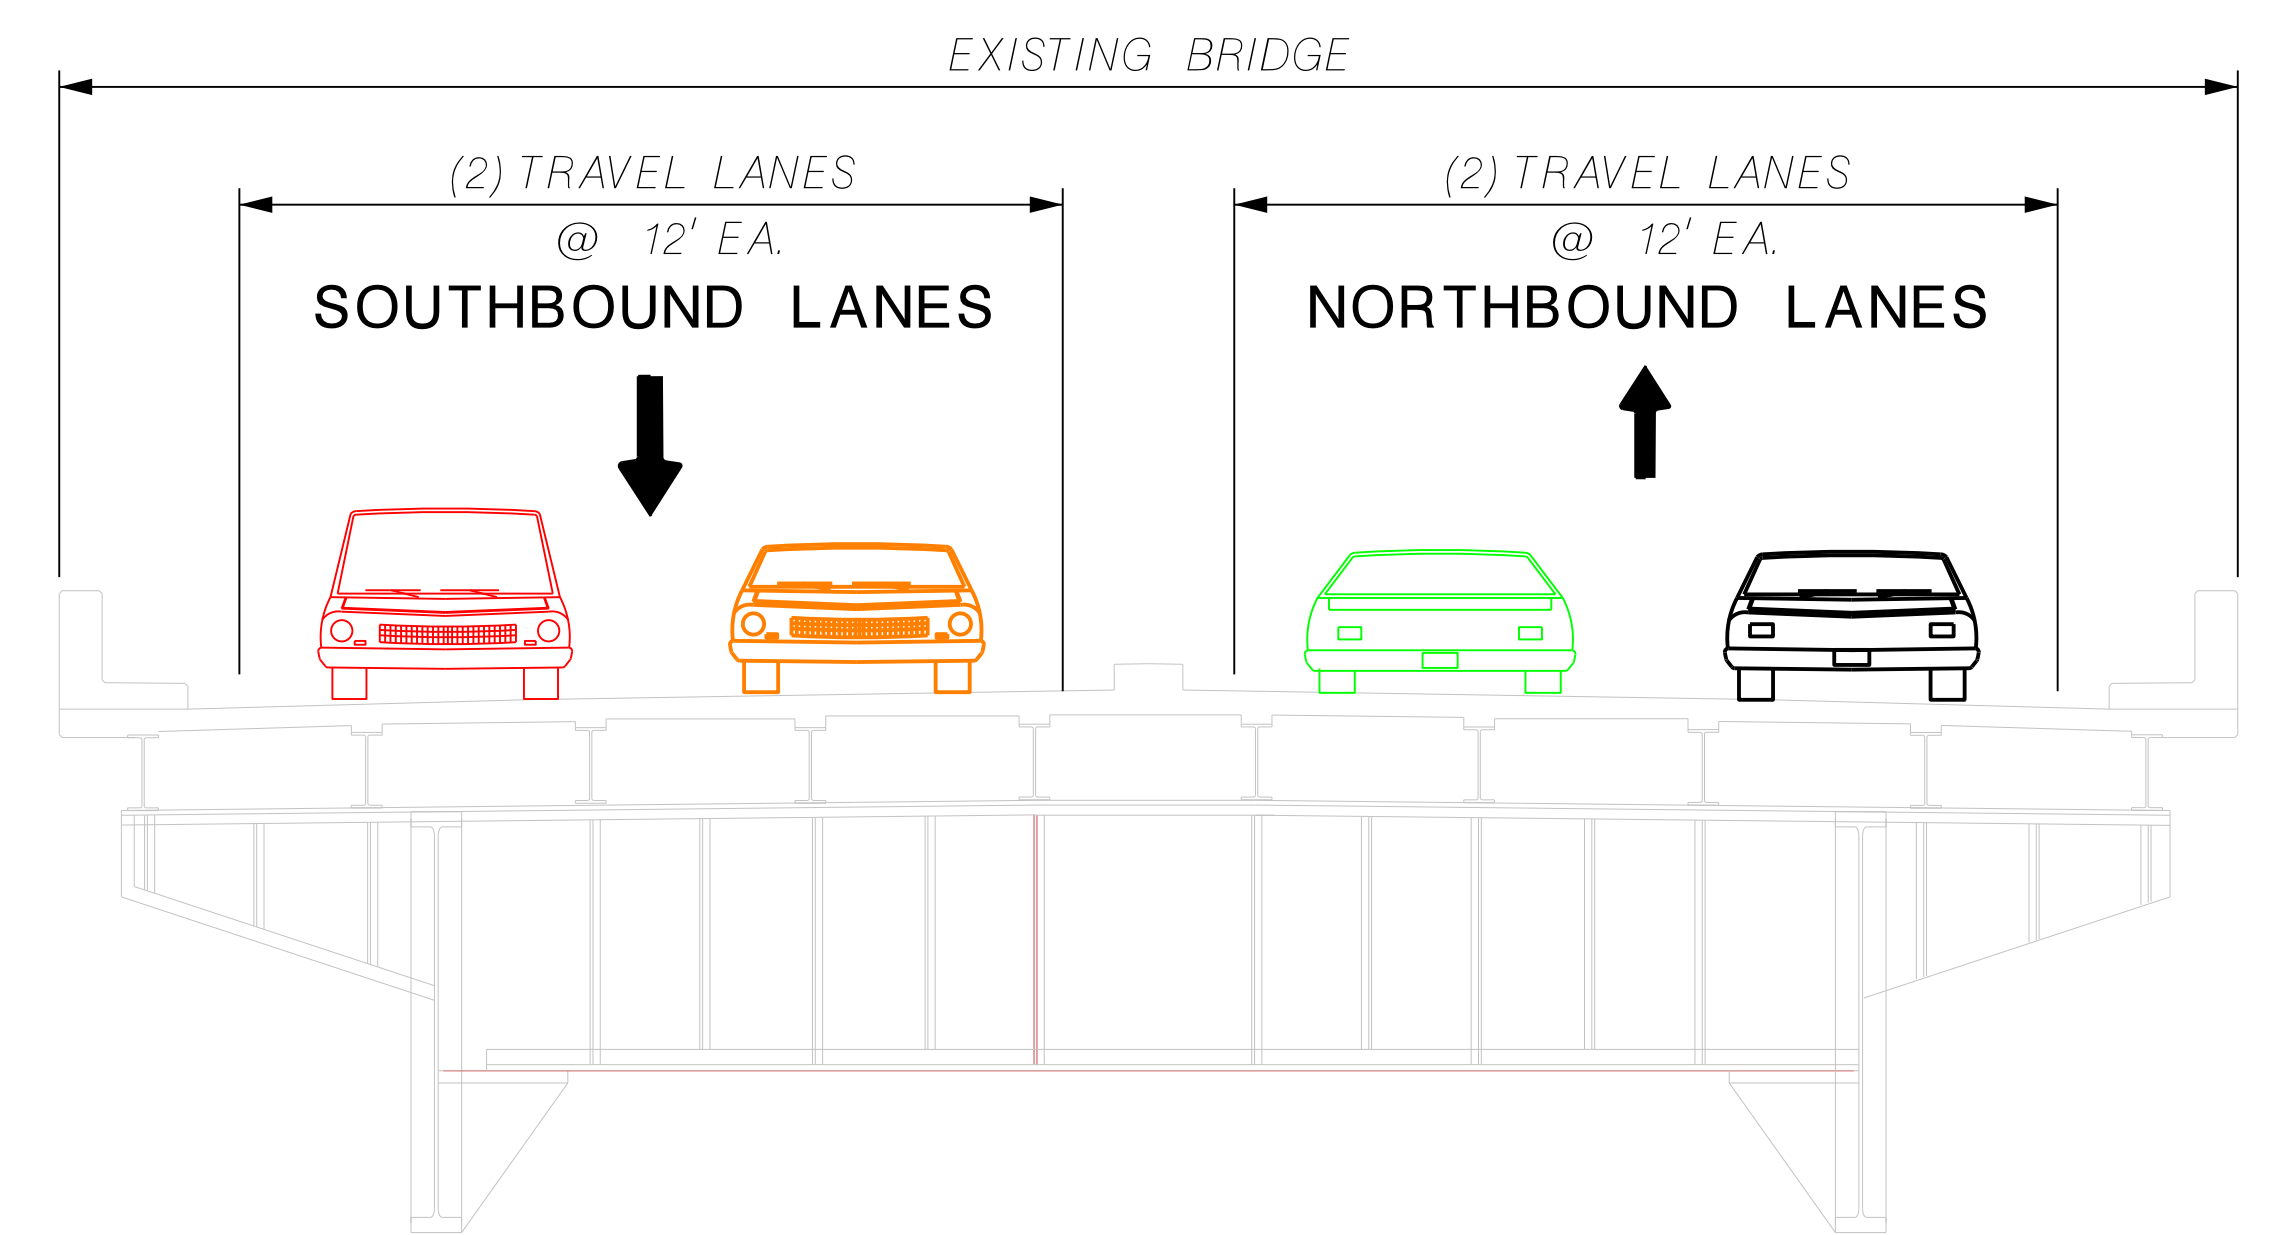 EXISTING BRIDGE
(2) TRAVEL LANES
@ 12' EA.
SOUTHBOUND LANES
(2) TRAVEL LANES
@ 12' EA.
NORTHBOUND LANES